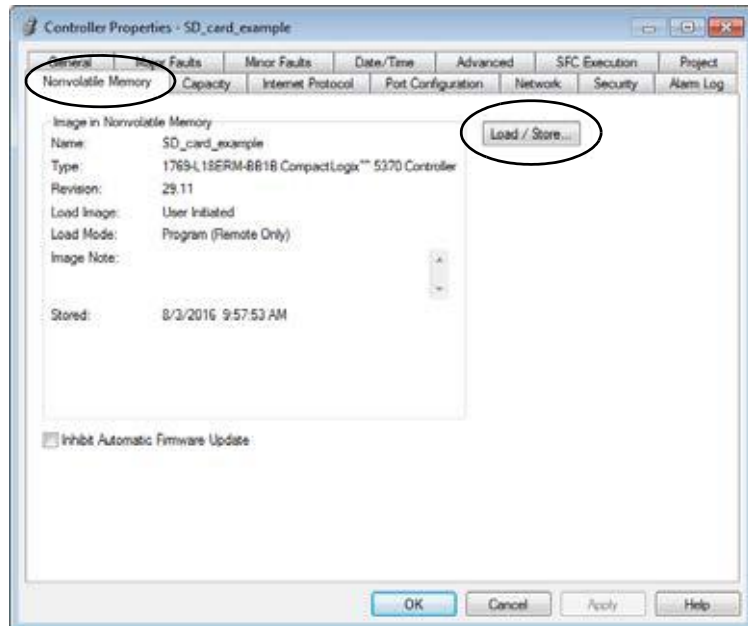 Controller Properties - SD_card_example
General Major Faults Minor Faults Date/Time Advanced SFC Execution Project
Nonvolatile Memory Capacity Internet Protocol Port Configuration Network Security Alarm Log
Image in Nonvolatile Memory
Load / Store...
Name: SD_card_example
Type: 1769-L18ERM-BB1B CompactLogix™ 5370 Controller
Revision: 29.11
Load Image: User Initiated
Load Mode: Program (Remote Only)
Image Note:
Stored: 8/3/2016 9:57:53 AM
Inhibit Automatic Firmware Update
OK Cancel Apply Help